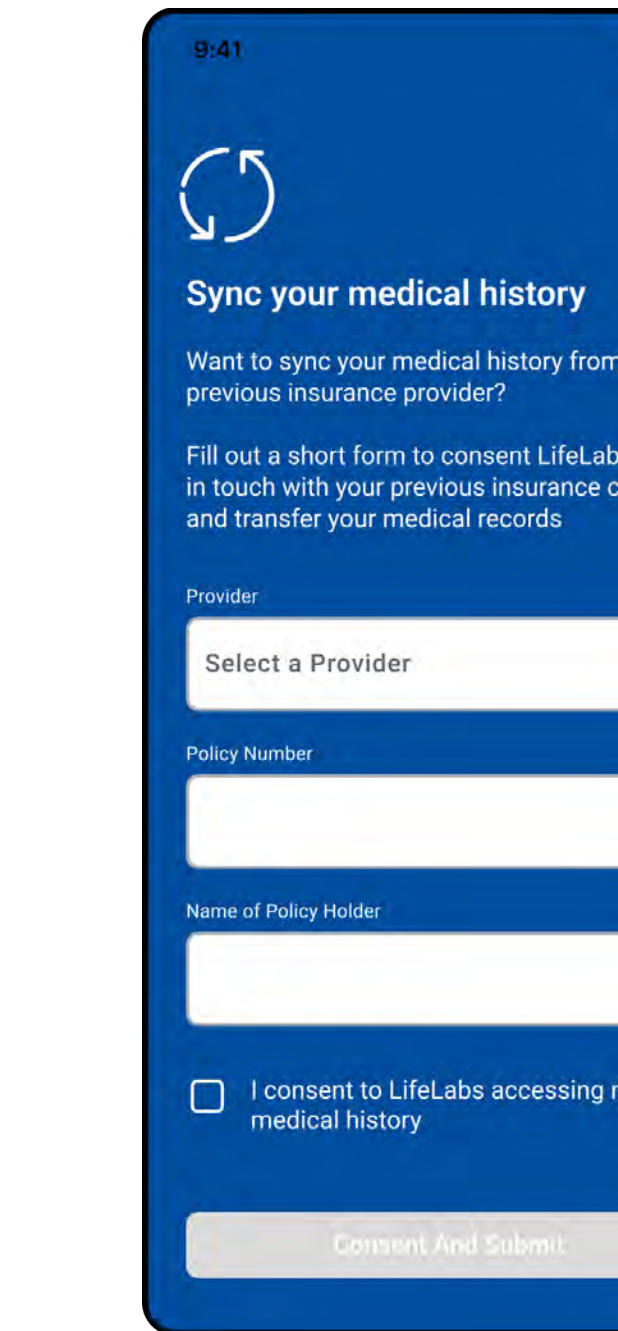 9:41
Sync your medical history
Want to sync your medical history from
previous insurance provider?
Fill out a short form to consent LifeLab
in touch with your previous insurance c
and transfer your medical records
Provider
Select a Provider
Policy Number
Name of Policy Holder
I consent to LifeLabs accessing
medical history
Consent And Submit